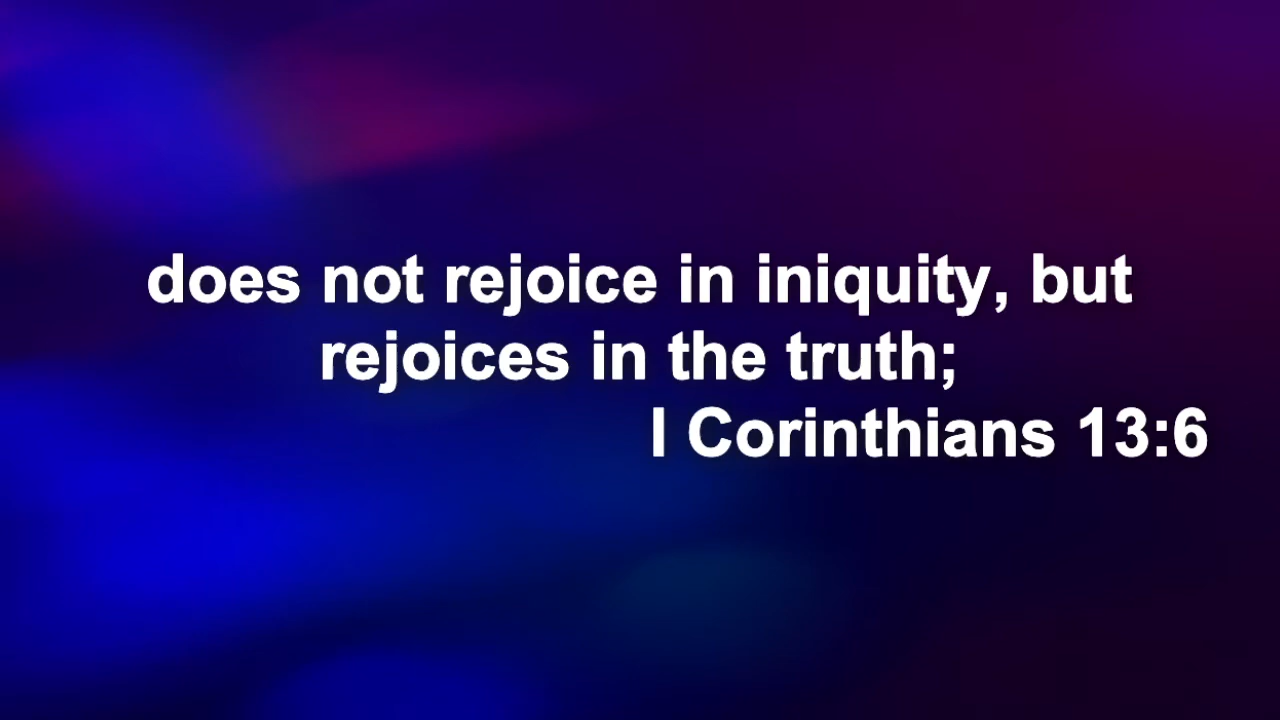 does not rejoice in iniquity, but
rejoices in the truth;
I Corinthians 13:6